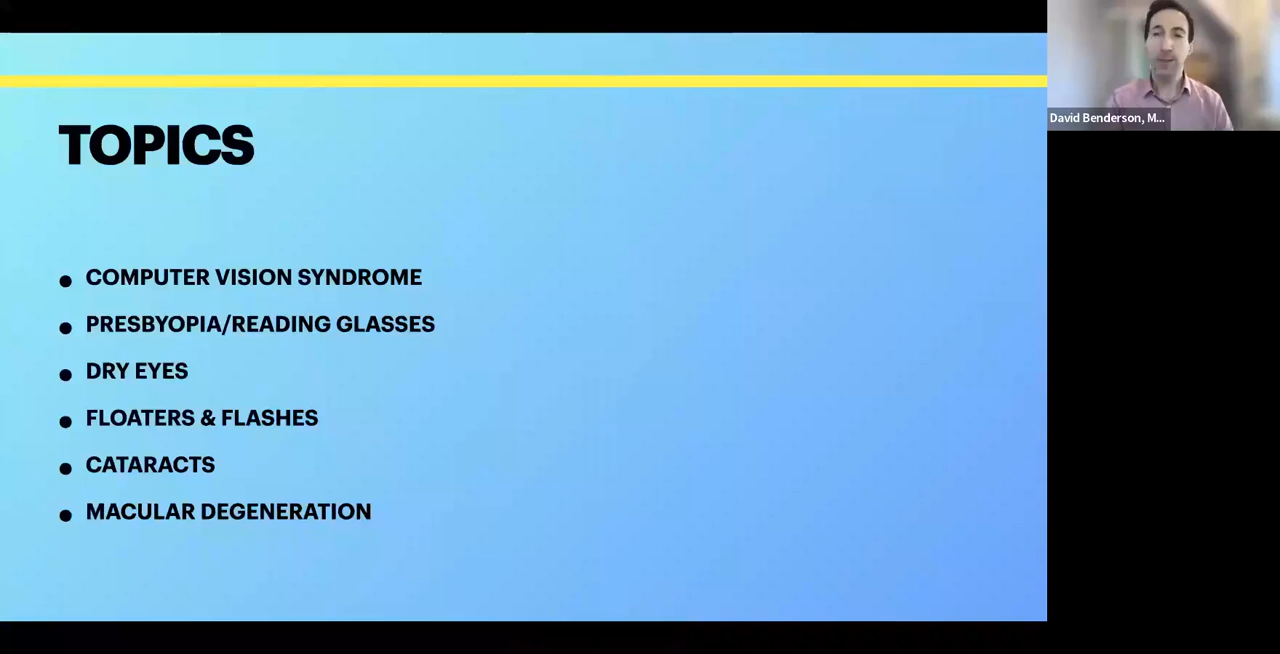 TOPICS
• COMPUTER VISION SYNDROME
• PRESBYOPIA/READING GLASSES
• DRY EYES
• FLOATERS & FLASHES
• CATARACTS
• MACULAR DEGENERATION
David Benderson, M...